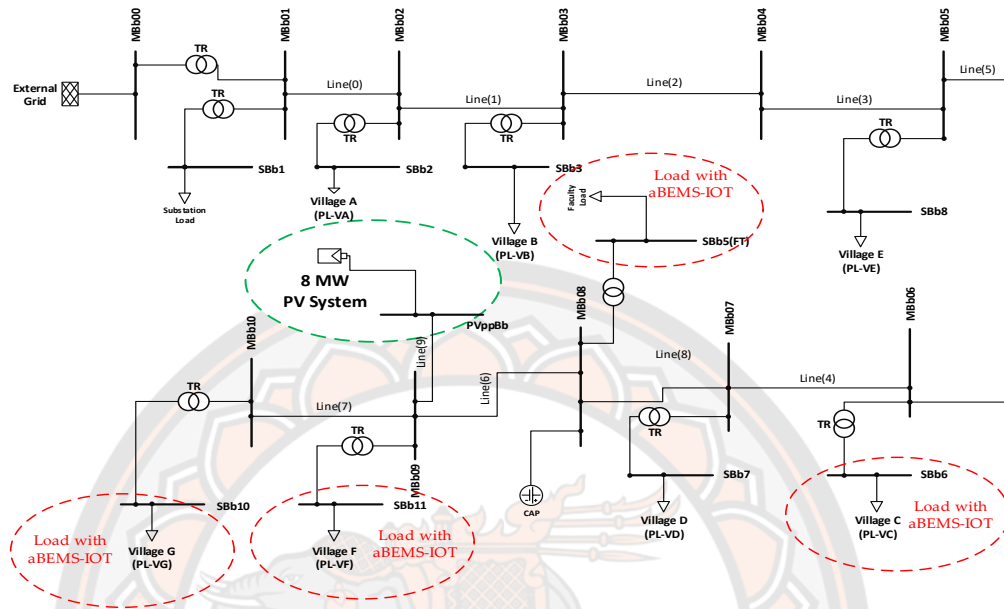 MBb00
MBb01
MBb02
MBb03
MBb04
MBb05
External
Grid
TR
TR
Line(0)
Line(1)
Line(2)
Line(3)
Line(5)
TR
TR
TR
SBb1
SBb2
SBb3
Substation
Load
Village A
(PL-VA)
Village B
(PL-VB)
Faculty
Load
Load with
aBEMS-IOT
SBb5(FT)
SBb8
Village E
(PL-VE)
8 MW
PV System
PVppBb
MBb10
Line(9)
Line(6)
MBb08
MBb07
MBb06
Line(8)
Line(4)
TR
Line(7)
TR
MBb09
TR
TR
SBb10
SBb11
CAP
SBb7
SBb6
Village G
(PL-VG)
Load with
aBEMS-IOT
Village F
(PL-VF)
Load with
aBEMS-IOT
Village D
(PL-VD)
Village C
(PL-VC)
Load with
aBEMS-IOT